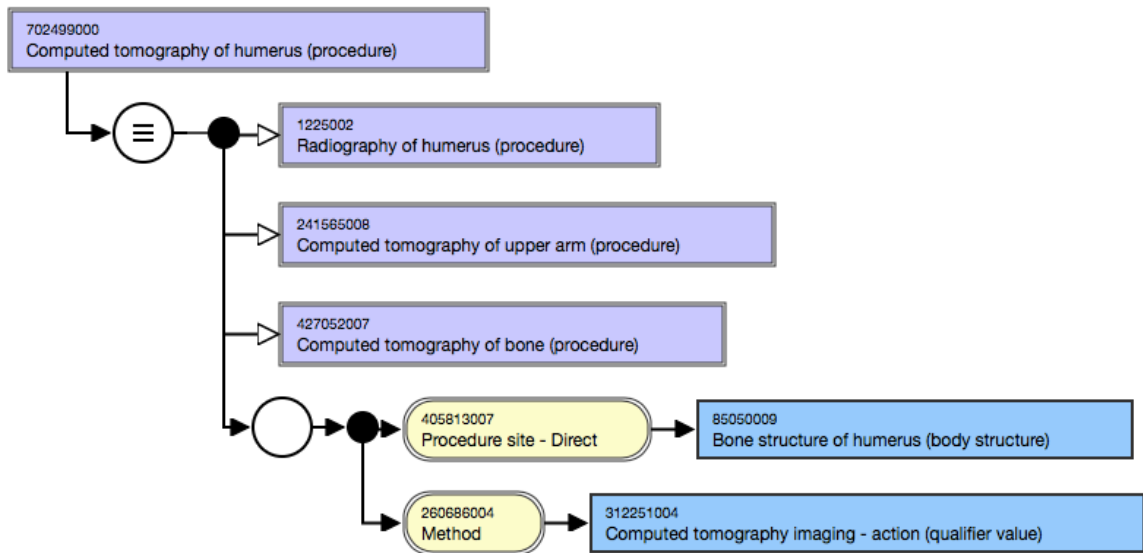 702499000
Computed tomography of humerus (procedure)
1225002
Radiography of humerus (procedure)
241565008
Computed tomography of upper arm (procedure)
427052007
Computed tomography of bone (procedure)
405813007
Procedure site - Direct
85050009
Bone structure of humerus (body structure)
260686004
Method
312251004
Computed tomography imaging - action (qualifier value)